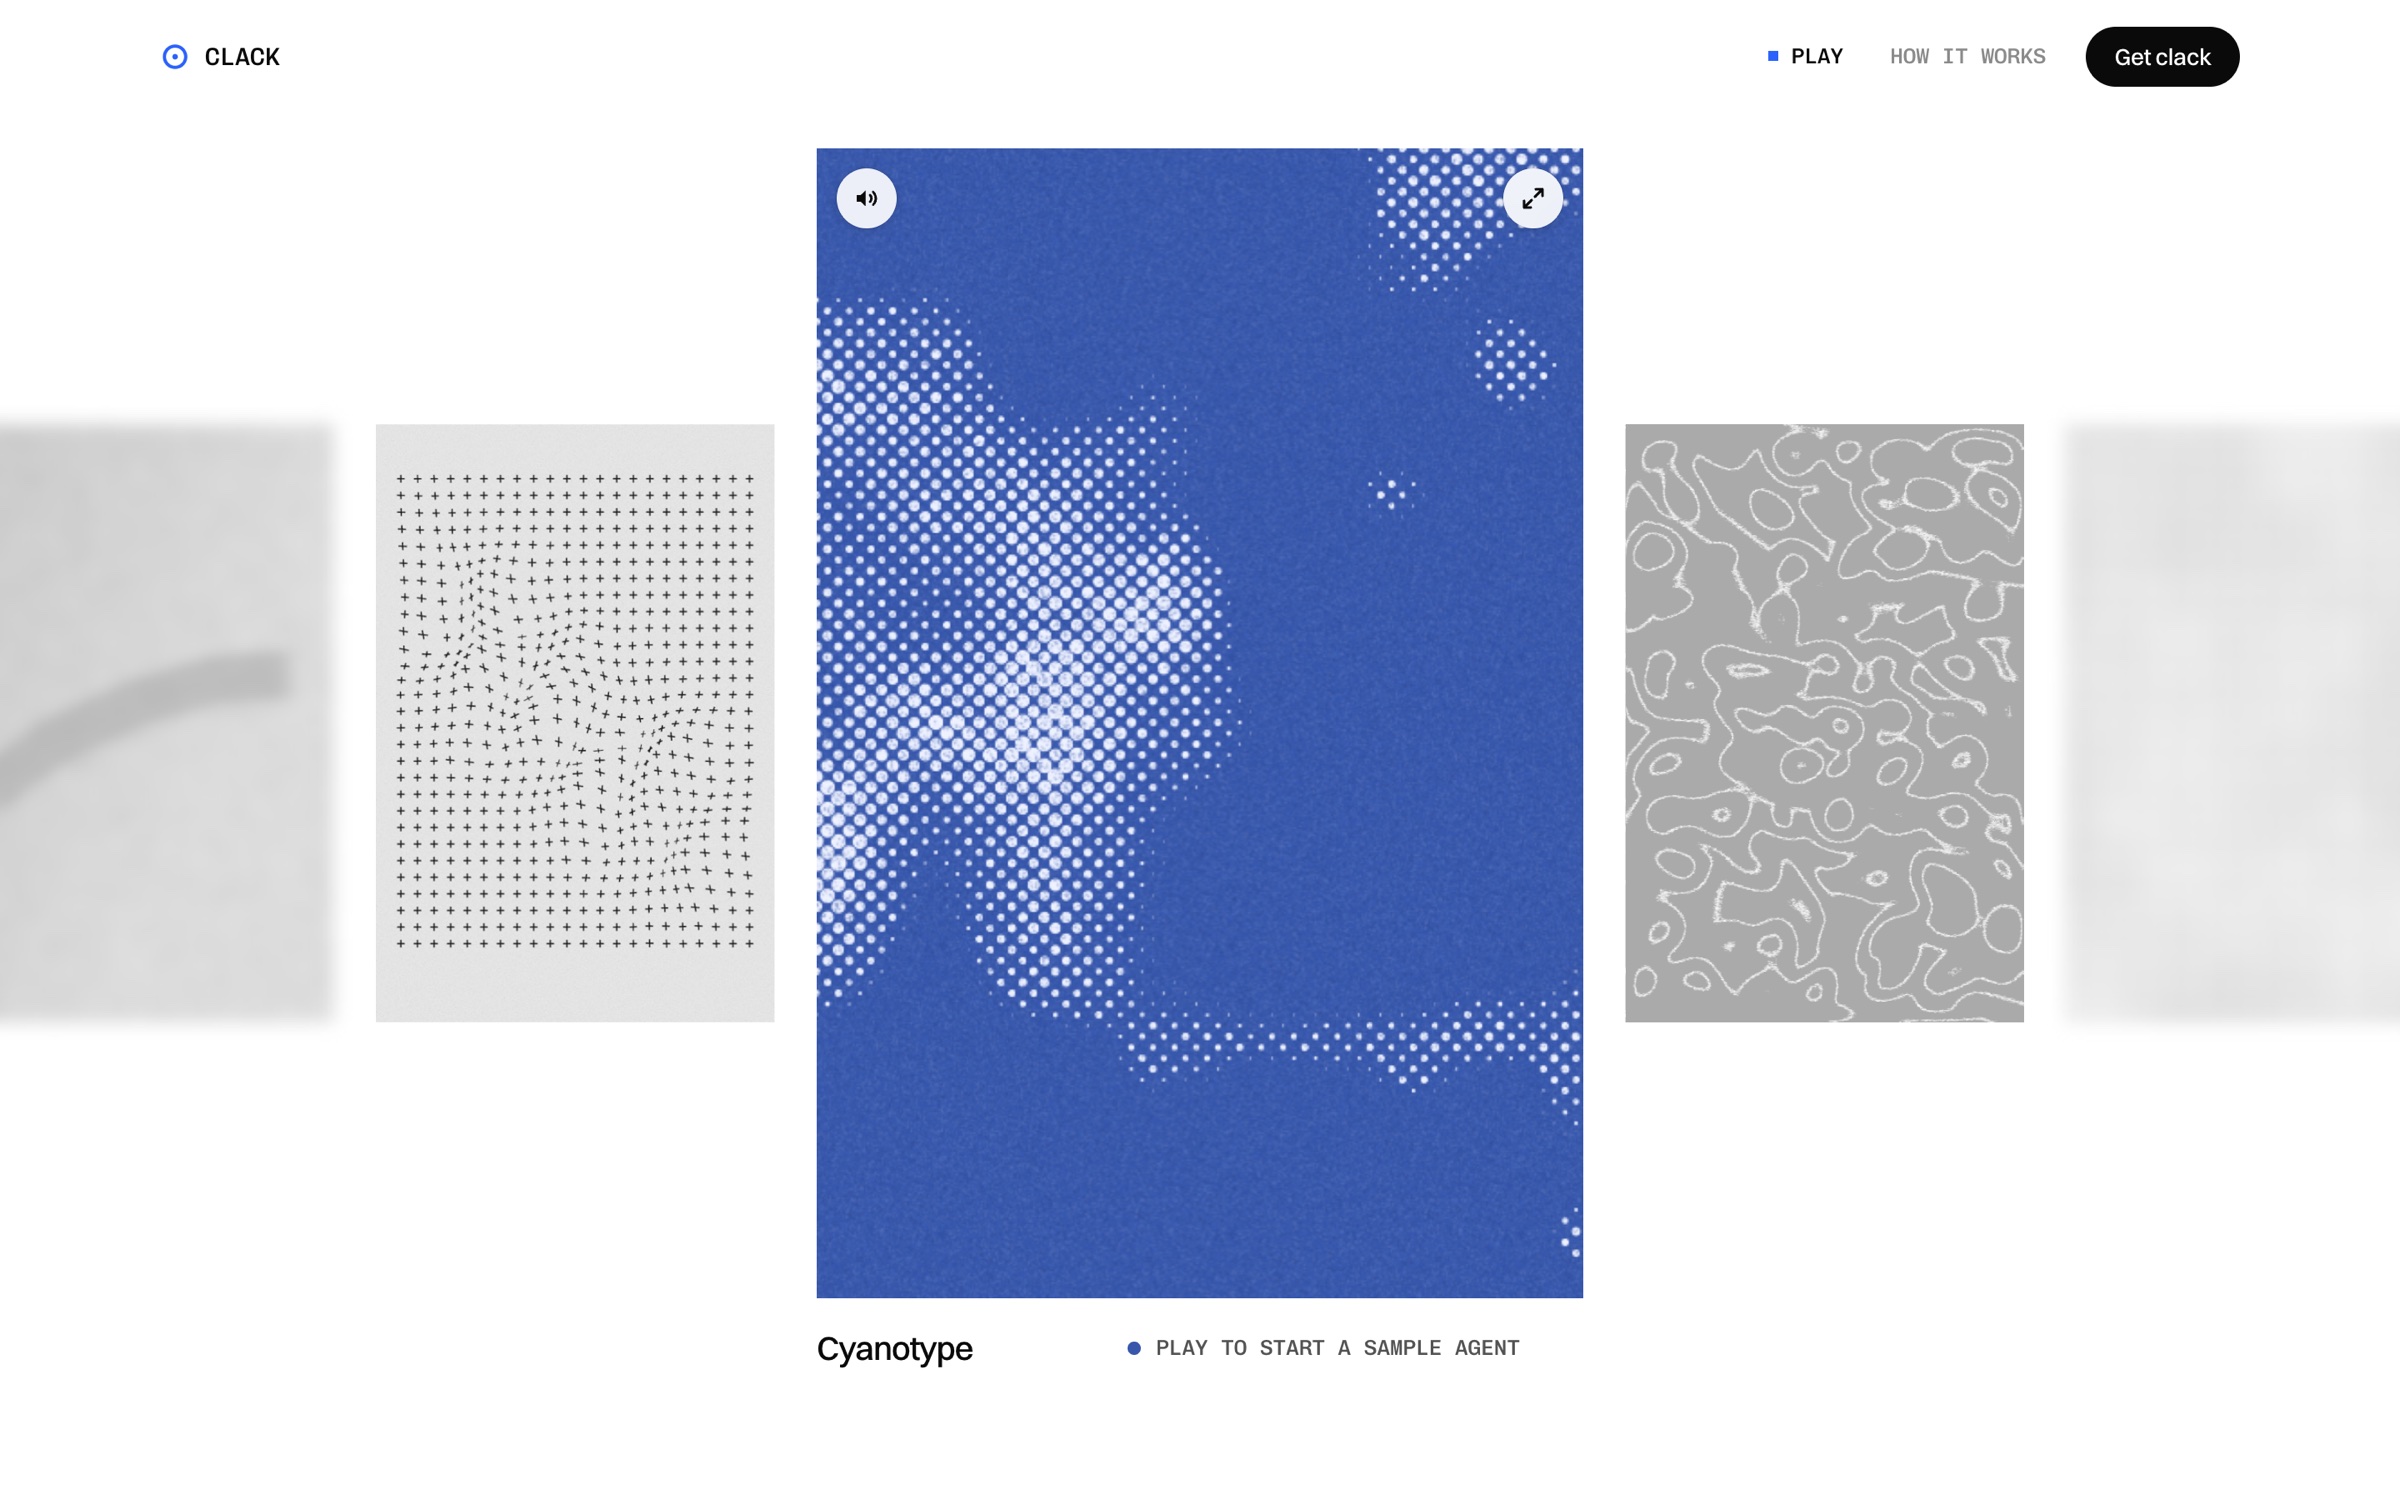 CLACK
PLAY
HOW IT WORKS
Get clack
Cyanotype
PLAY TO START A SAMPLE AGENT